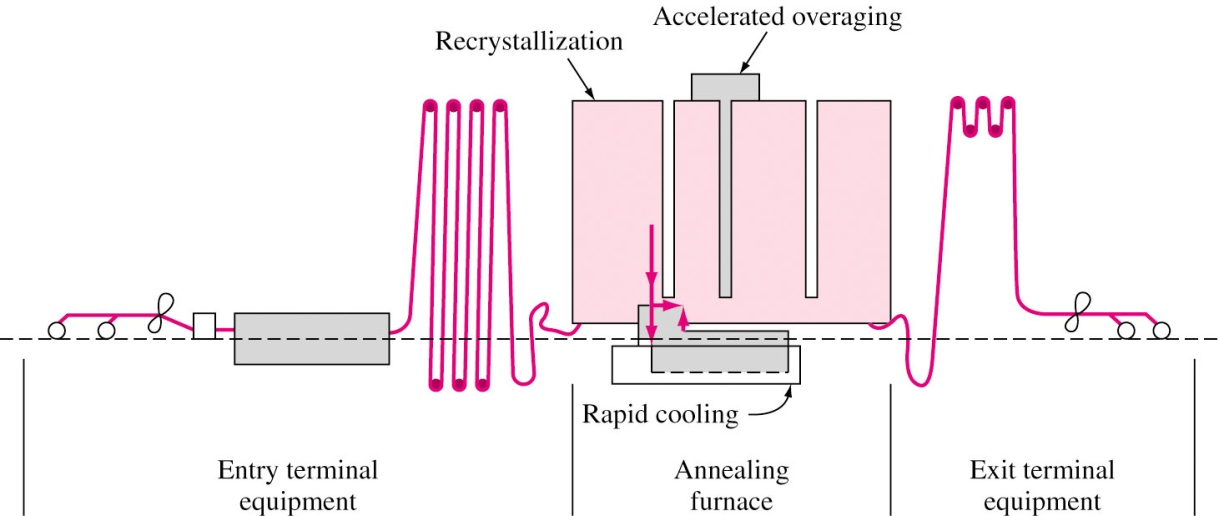 Accelerated overaging
Recrystallization
Rapid cooling
Entry terminal
equipment
Annealing
furnace
Exit terminal
equipment